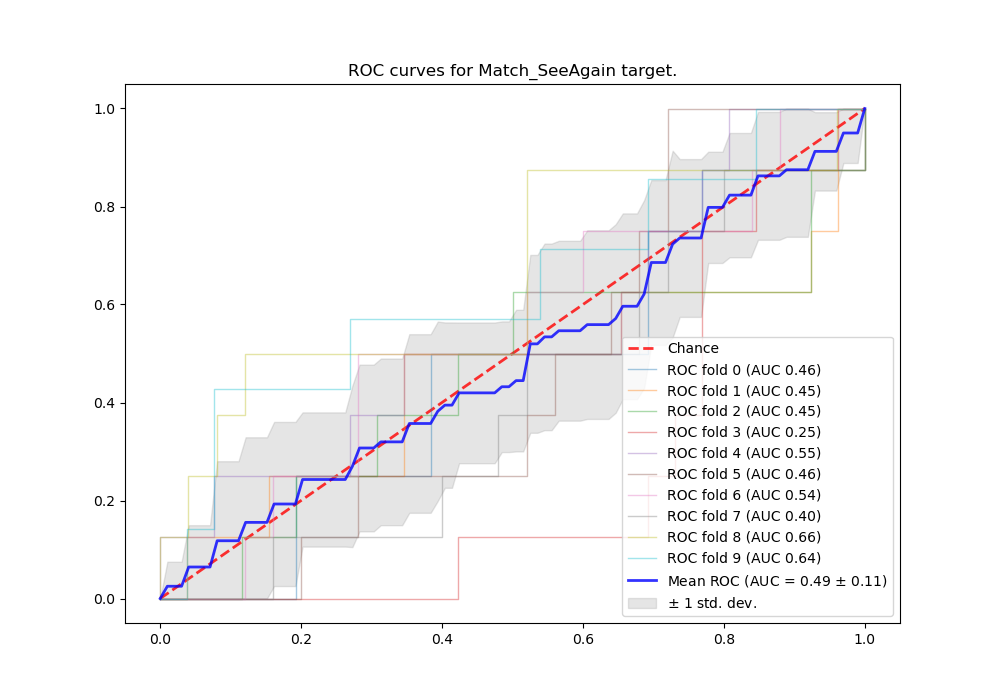 ROC curves for Match_SeeAgain target.
1.0
0.8
0.6
0.4
0.2
0.0
0.0 0.2 0.4 0.6 0.8 1.0
Chance
ROC fold 0 (AUC 0.46)
ROC fold 1 (AUC 0.45)
ROC fold 2 (AUC 0.45)
ROC fold 3 (AUC 0.25)
ROC fold 4 (AUC 0.55)
ROC fold 5 (AUC 0.46)
ROC fold 6 (AUC 0.54)
ROC fold 7 (AUC 0.40)
ROC fold 8 (AUC 0.66)
ROC fold 9 (AUC 0.64)
Mean ROC (AUC = 0.49 ± 0.11)
± 1 std. dev.